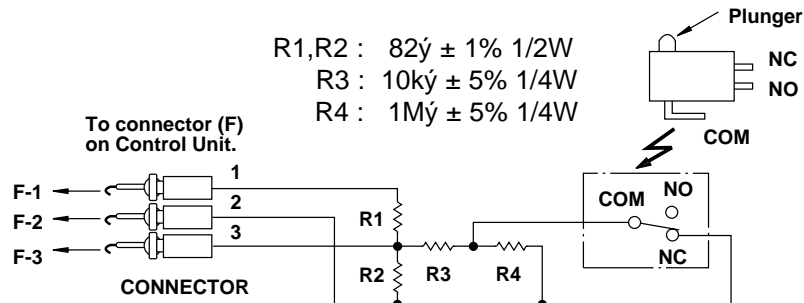 Plunger
R1,R2 : 82ý ± 1% 1/2W
R3 : 10ký ± 5% 1/4W
R4 : 1Mý ± 5% 1/4W
NC
NO
COM
To connector (F)
on Control Unit.
1
F-1
2
F-2
3
F-3
CONNECTOR
R1
R2
R3
R4
COM
NO
NC